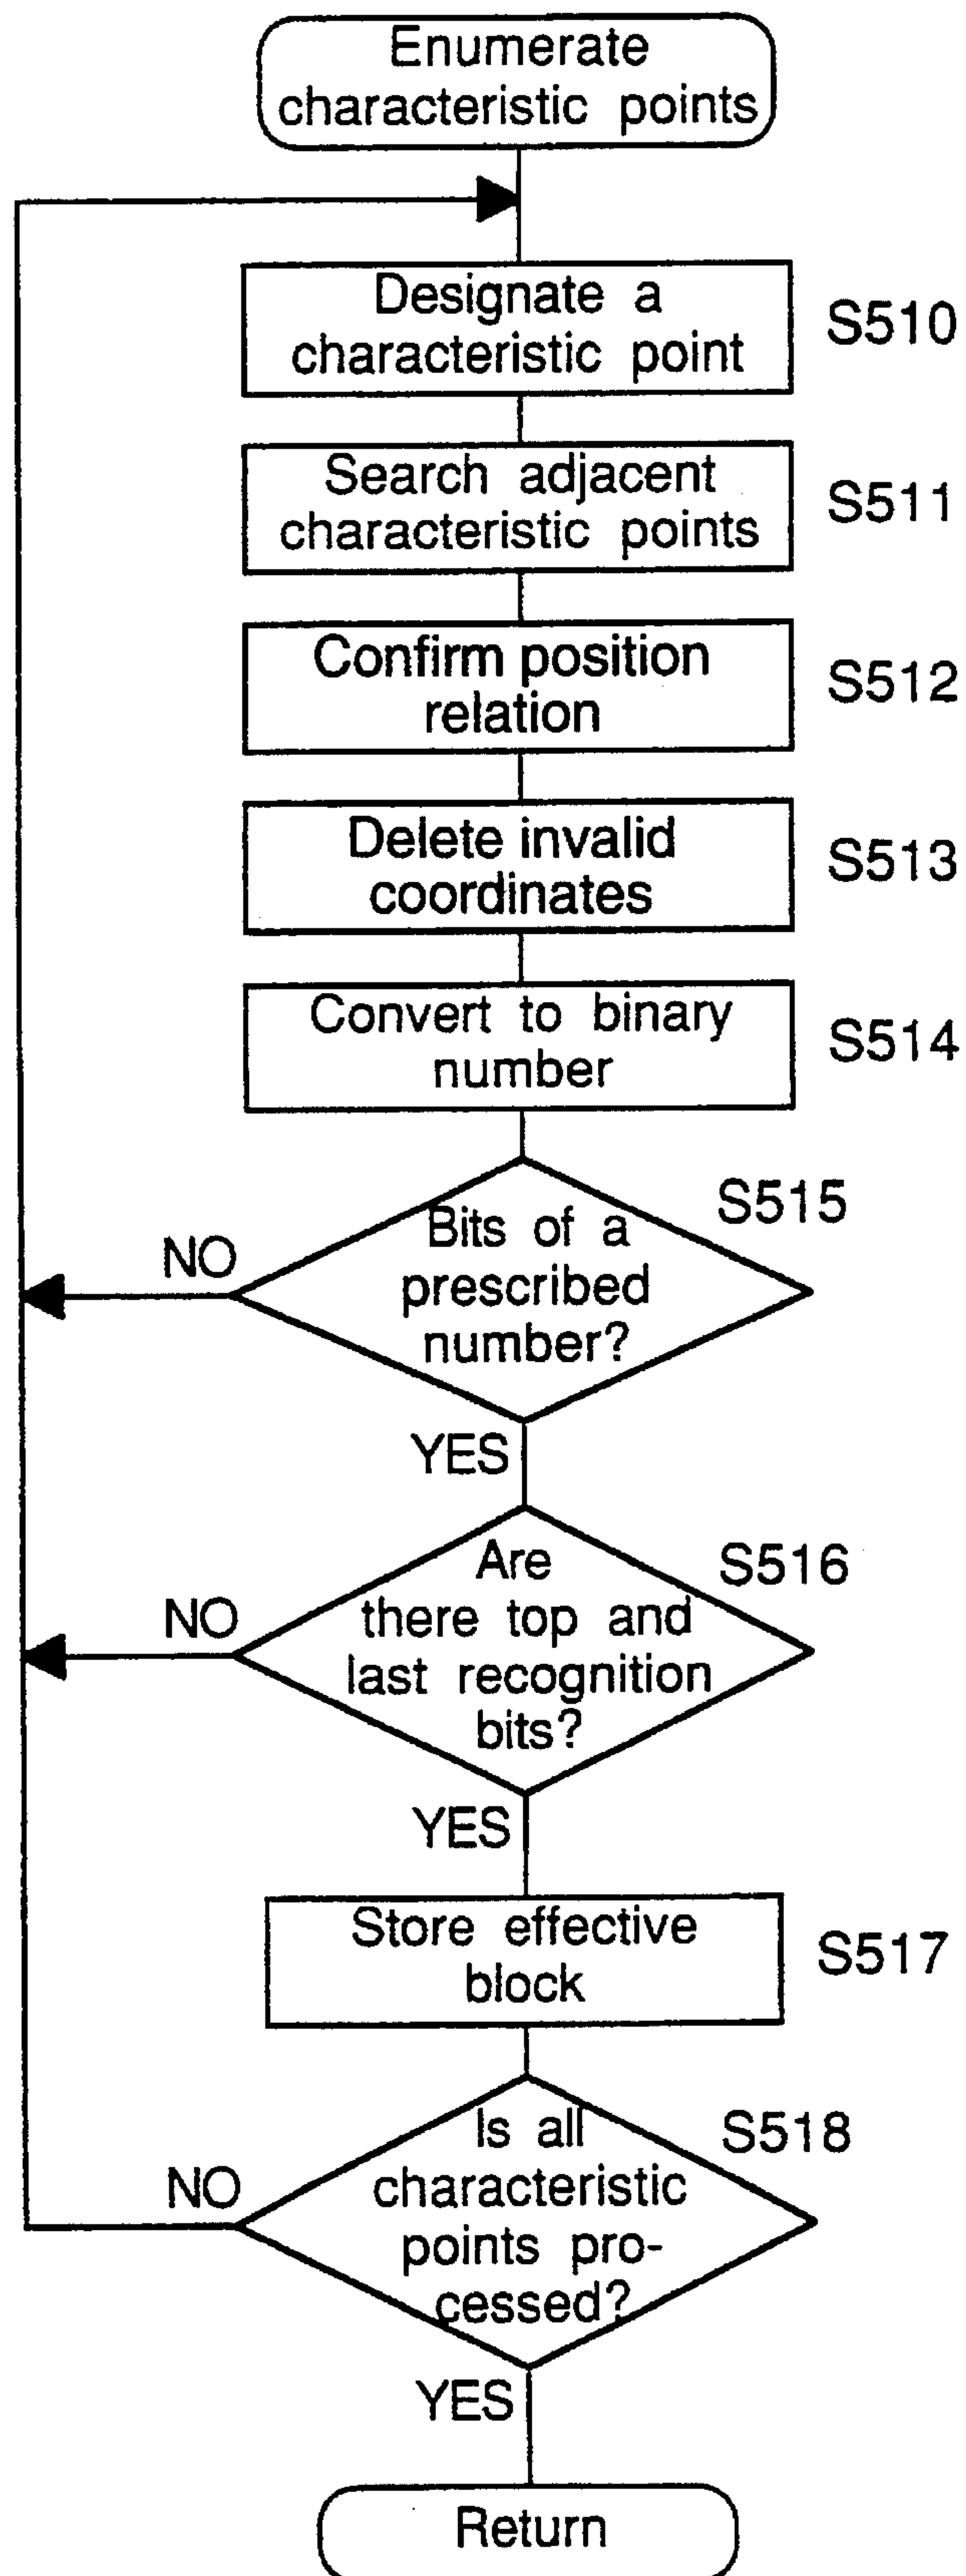 Enumerate
characteristic points
Designate a
characteristic point
S510
Search adjacent
characteristic points
S511
Confirm position
relation
S512
Delete invalid
coordinates
S513
Convert to binary
number
S514
S515
Bits of a
prescribed
number?
NO
YES
S516
Are
there top and
last recognition
bits?
NO
YES
Store effective
block
S517
S518
Is all
characteristic
points pro-
cessed?
NO
YES
Return